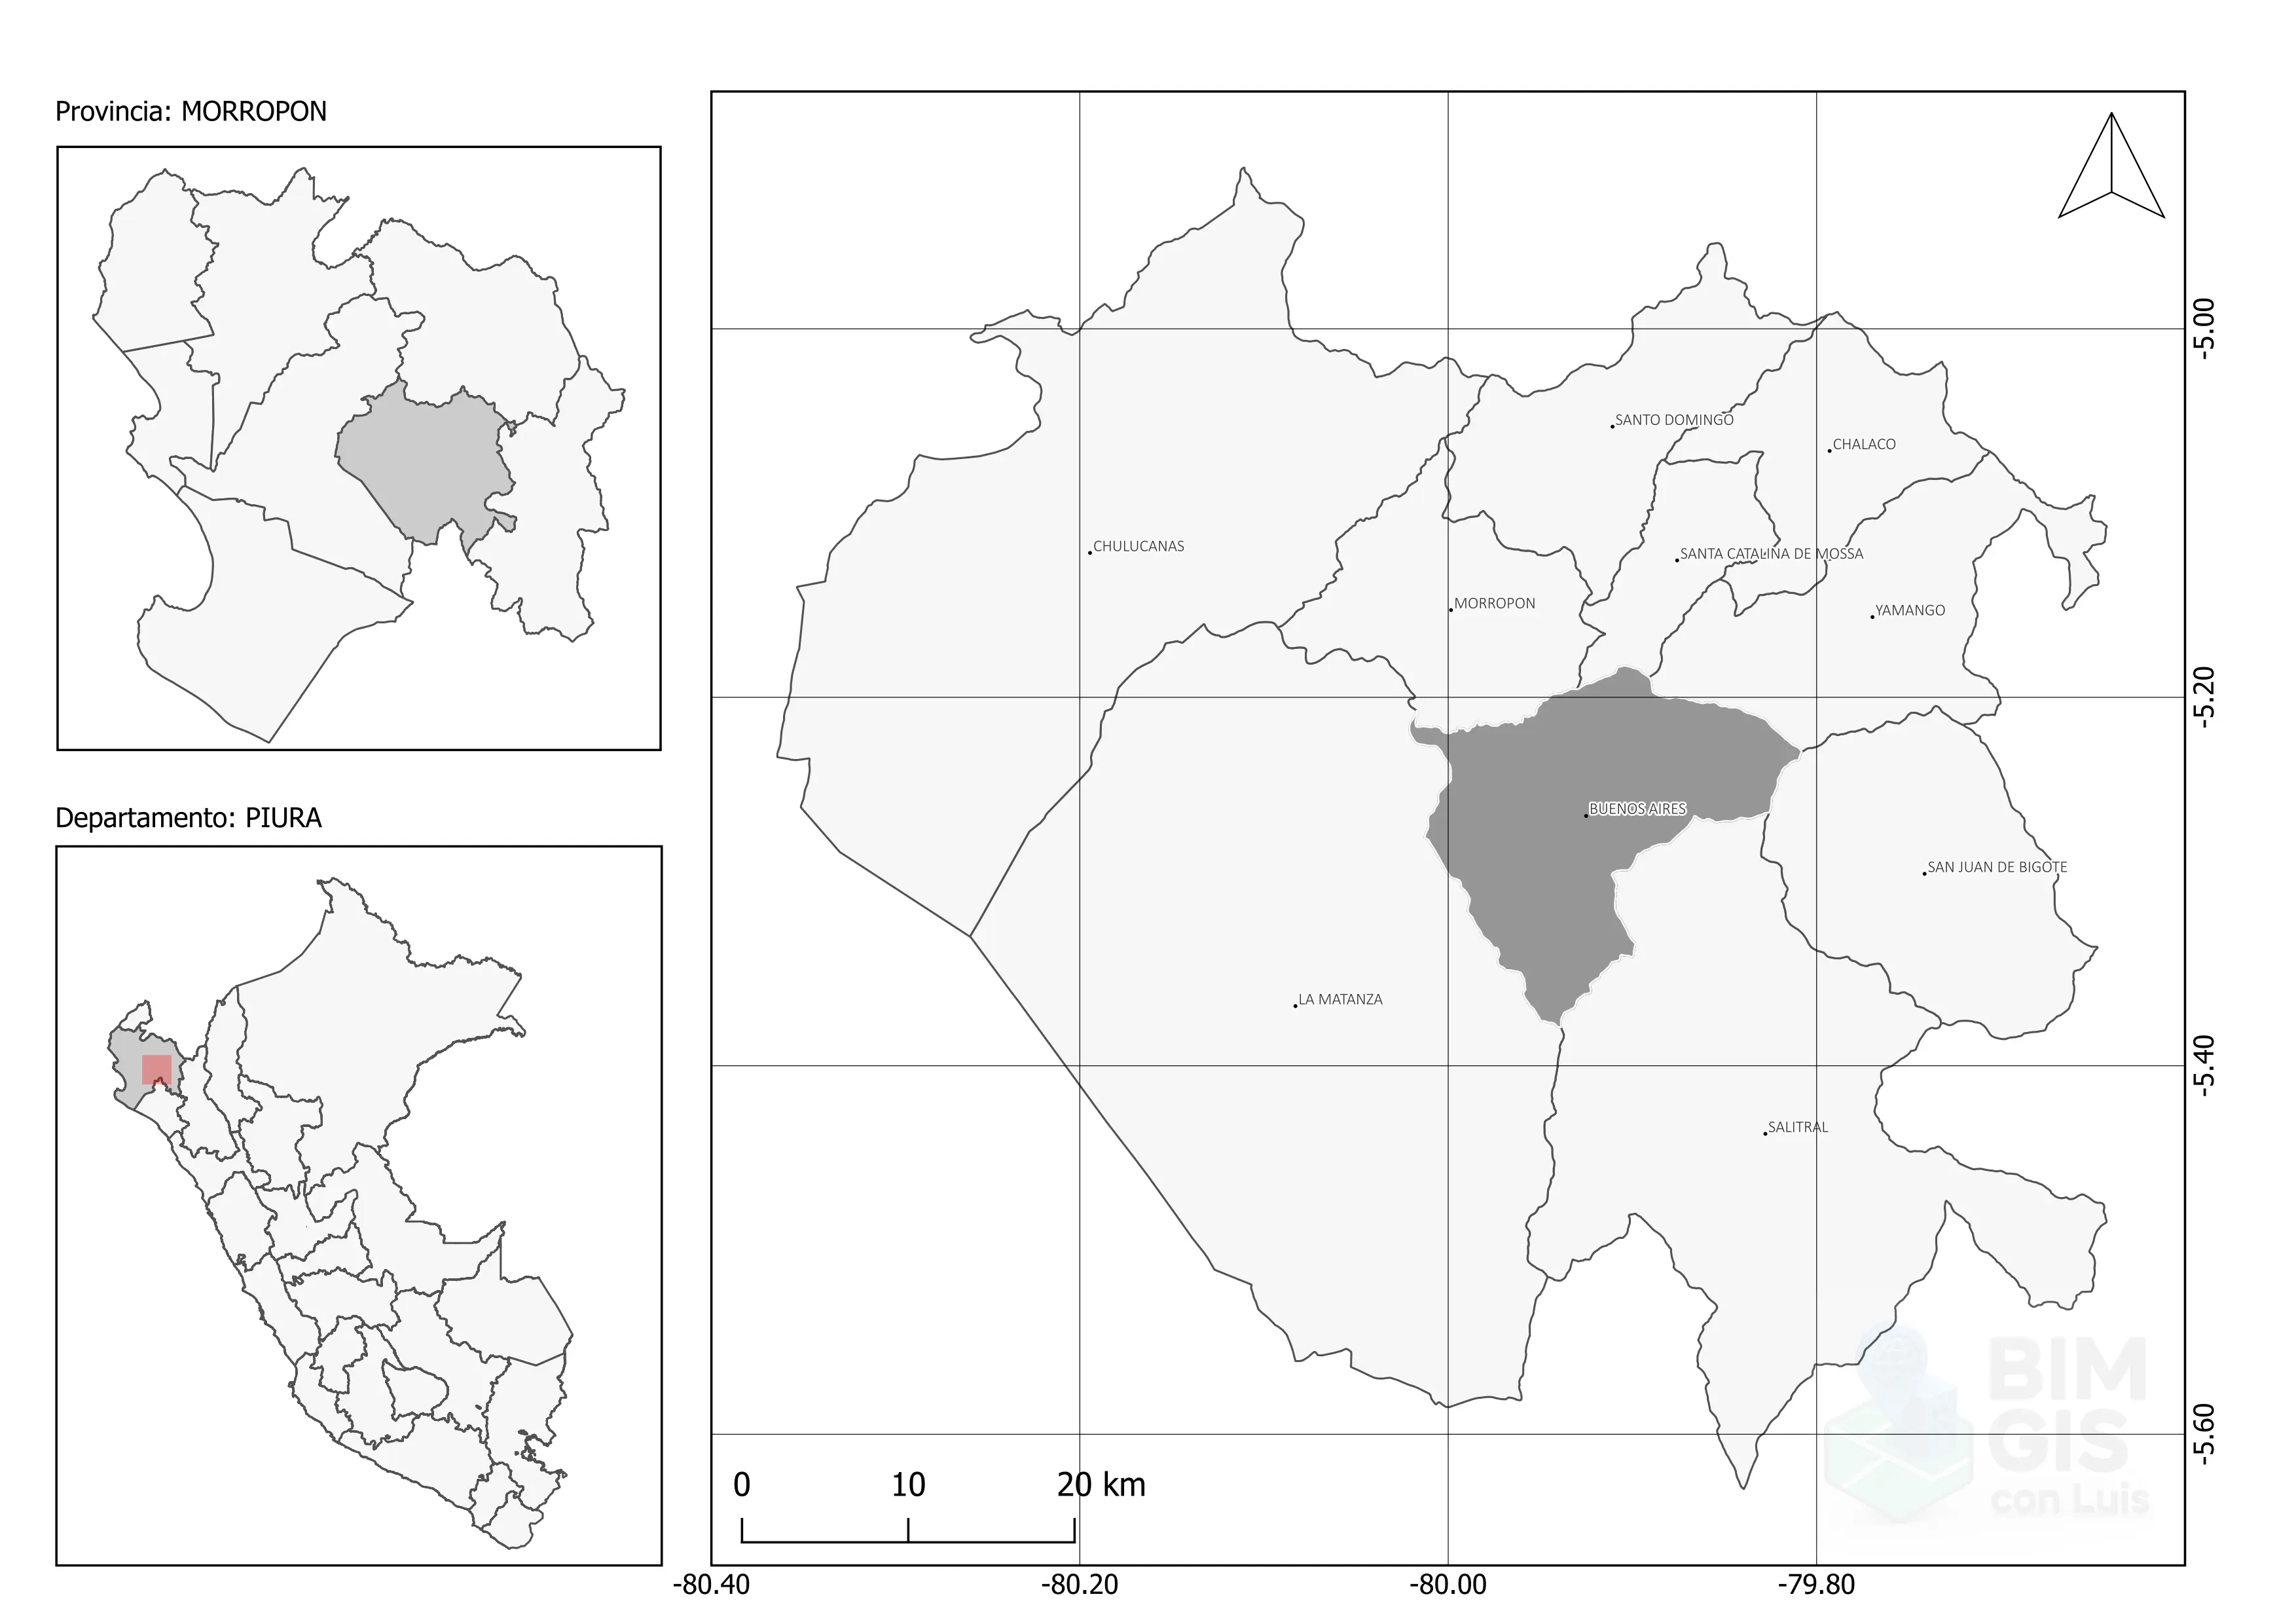 Provincia: MORROPON
Departamento: PIURA
SANTO DOMINGO
CHALACO
CHULUCANAS
SANTA CATALINA DE MOSSA
MORROPON
YAMANGO
BUENOS AIRES
SAN JUAN DE BIGOTE
LA MATANZA
SALITRAL
-5.00
-5.20
-5.40
-5.60
0 10 20 km
-80.40 -80.20 -80.00 -79.80
BIM
GIS
con Luis